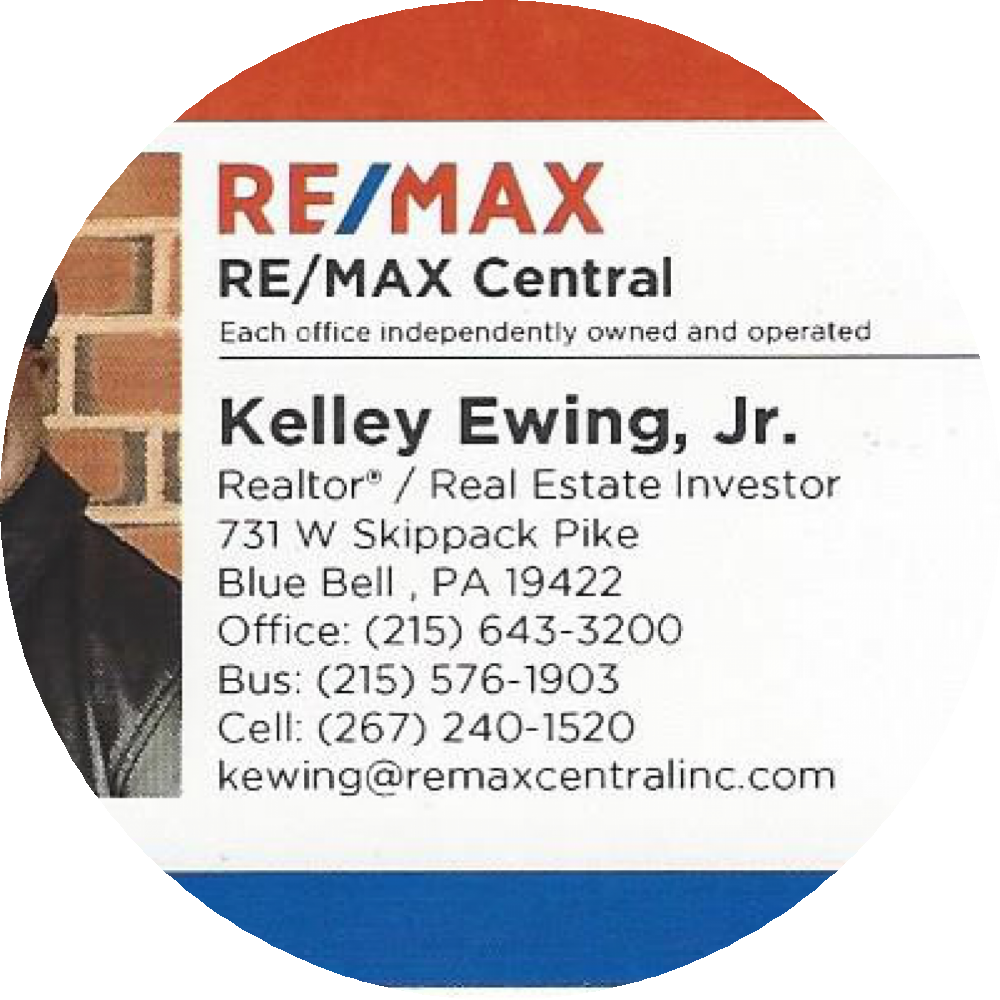 RE/MAX
RE/MAX Central
Each office independently owned and operated
Kelley Ewing, Jr.
Realtor® / Real Estate Investor
731 W Skippack Pike
Blue Bell , PA 19422
Office: (215) 643-3200
Bus: (215) 576-1903
Cell: (267) 240-1520
kewing@remaxcentralinc.com